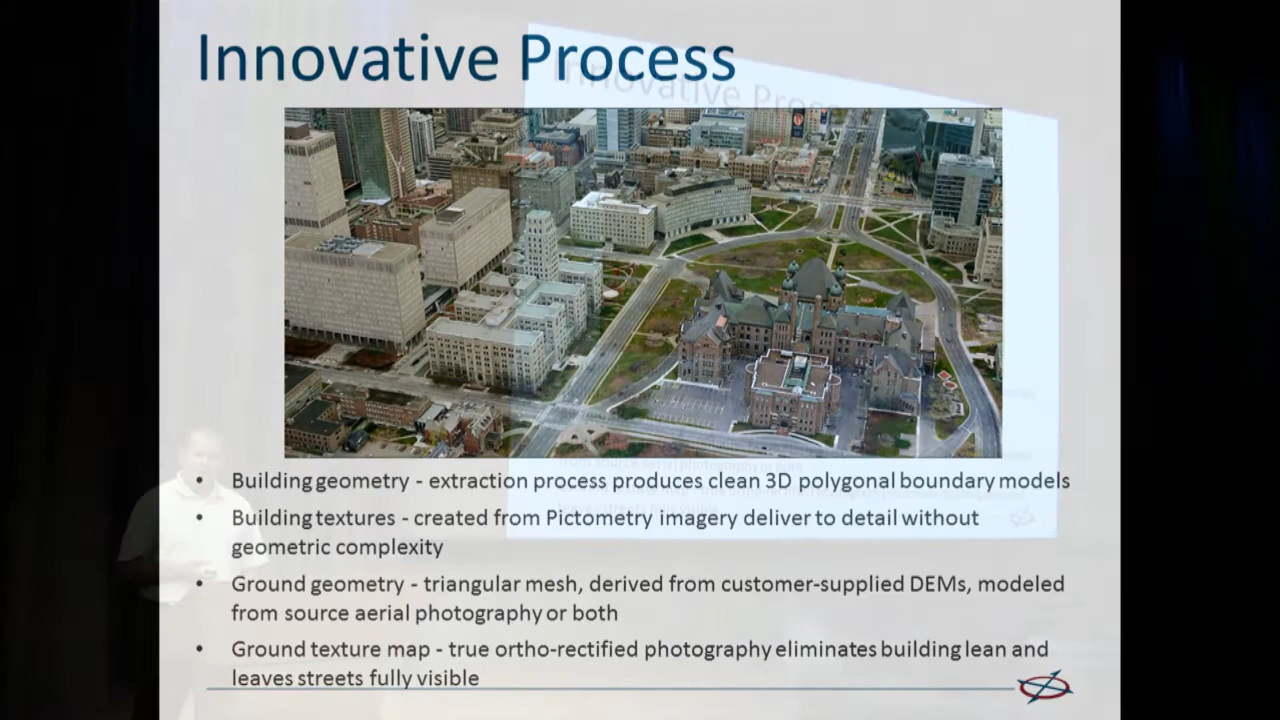 Innovative Process
• Building geometry - extraction process produces clean 3D polygonal boundary models
• Building textures - created from Pictometry imagery deliver to detail without
geometric complexity
• Ground geometry - triangular mesh, derived from customer-supplied DEMs, modeled
from source aerial photography or both
• Ground texture map - true ortho-rectified photography eliminates building lean and
leaves streets fully visible